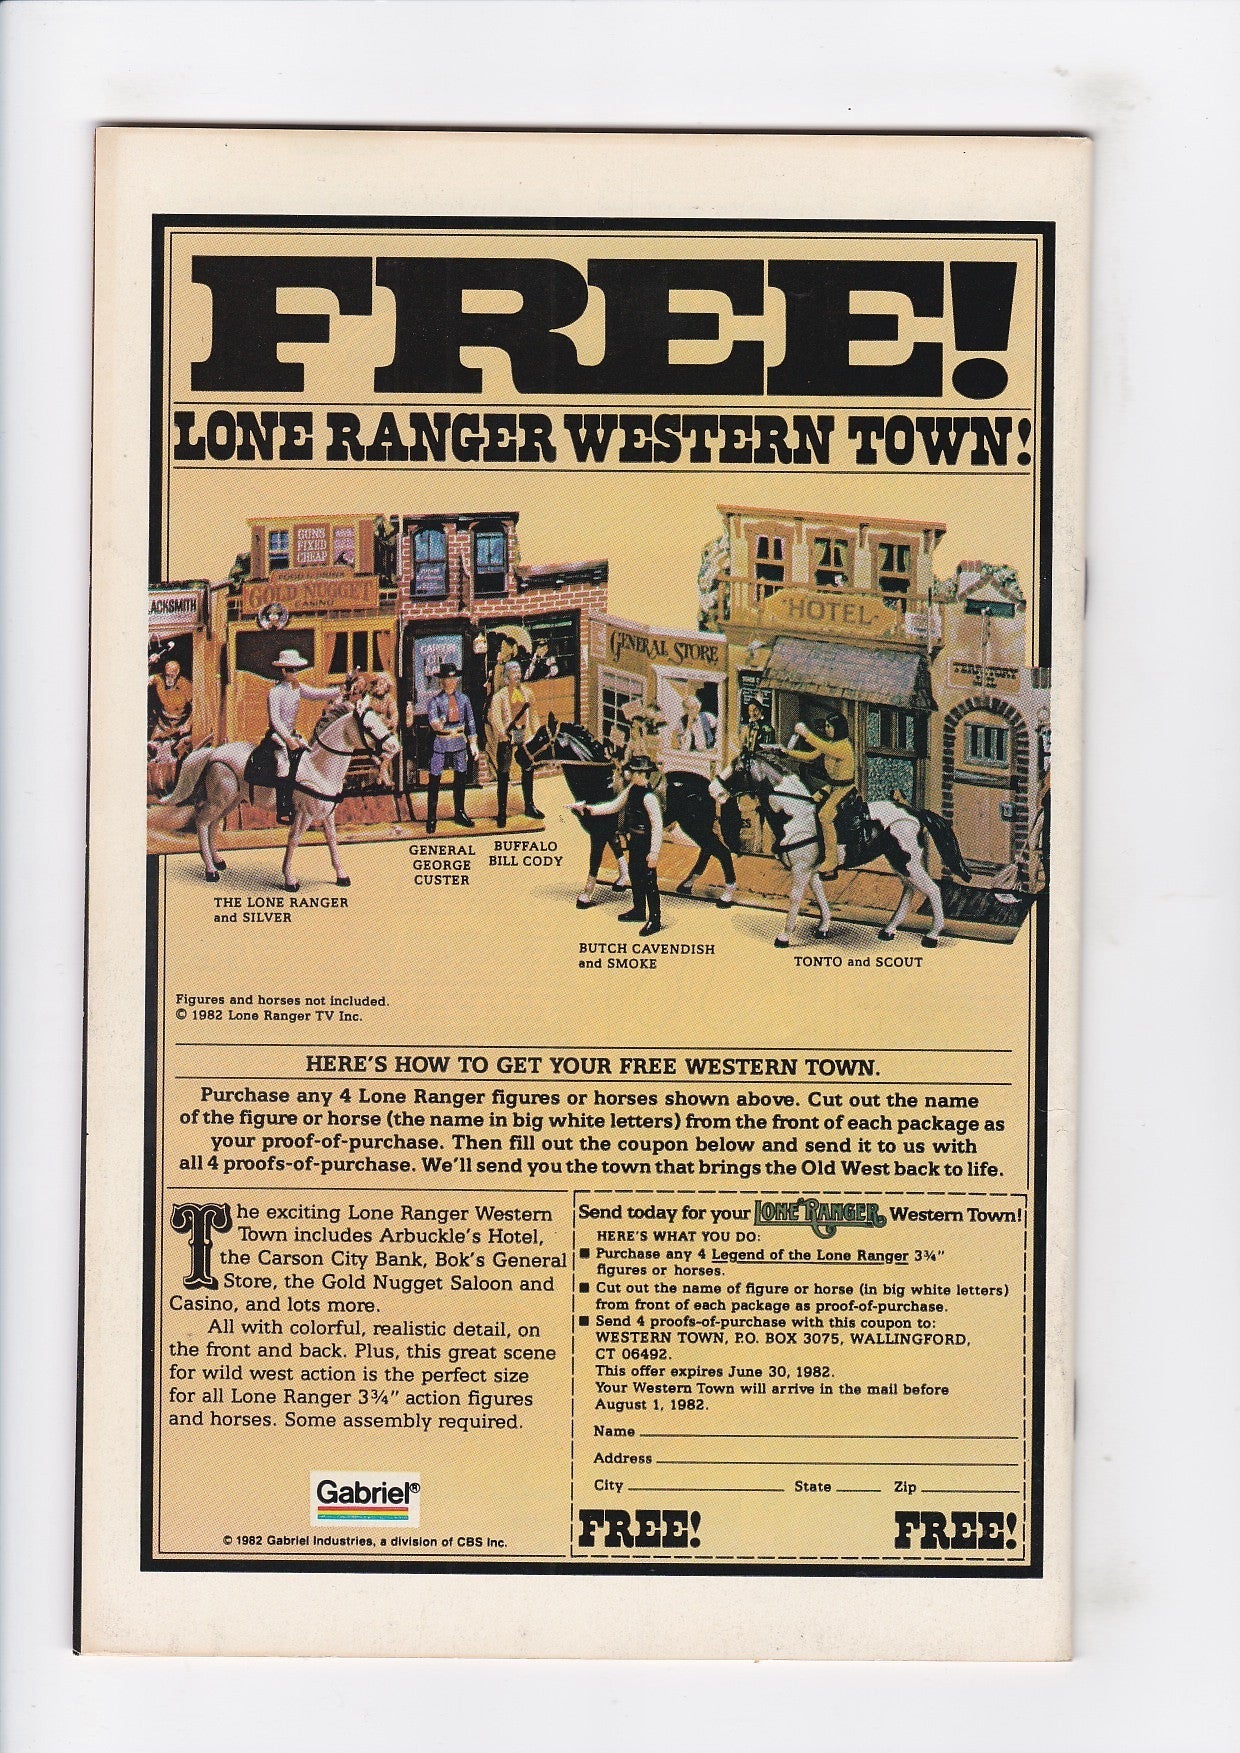 FREE!
LONE RANGER WESTERN TOWN!
GUNS
FIXED
CHEAP
GOLD NUGGET
CASINO
ACKSMITH
CARSON
CITY
GENERAL STORE
HOTEL
TERRITORY
GENERAL
GEORGE
CUSTER
BUFFALO
BILL CODY
THE LONE RANGER
and SILVER
BUTCH CAVENDISH
and SMOKE
TONTO and SCOUT
Figures and horses not included.
© 1982 Lone Ranger TV Inc.
HERE'S HOW TO GET YOUR FREE WESTERN TOWN.
Purchase any 4 Lone Ranger figures or horses shown above. Cut out the name
of the figure or horse (the name in big white letters) from the front of each package as
your proof-of-purchase. Then fill out the coupon below and send it to us with
all 4 proofs-of-purchase. We'll send you the town that brings the Old West back to life.
The exciting Lone Ranger Western
Town includes Arbuckle's Hotel,
the Carson City Bank, Bok's General
Store, the Gold Nugget Saloon and
Casino, and lots more.
All with colorful, realistic detail, on
the front and back. Plus, this great scene
for wild west action is the perfect size
for all Lone Ranger 3¾" action figures
and horses. Some assembly required.
Gabriel®
© 1982 Gabriel Industries, a division of CBS Inc.
Send today for your LONE RANGER Western Town!
HERE'S WHAT YOU DO:
■ Purchase any 4 Legend of the Lone Ranger 3¾"
figures or horses.
■ Cut out the name of figure or horse (in big white letters)
from front of each package as proof-of-purchase.
■ Send 4 proofs-of-purchase with this coupon to:
WESTERN TOWN, P.O. BOX 3075, WALLINGFORD,
CT 06492.
This offer expires June 30, 1982.
Your Western Town will arrive in the mail before
August 1, 1982.
Name
Address
City State Zip
FREE! FREE!